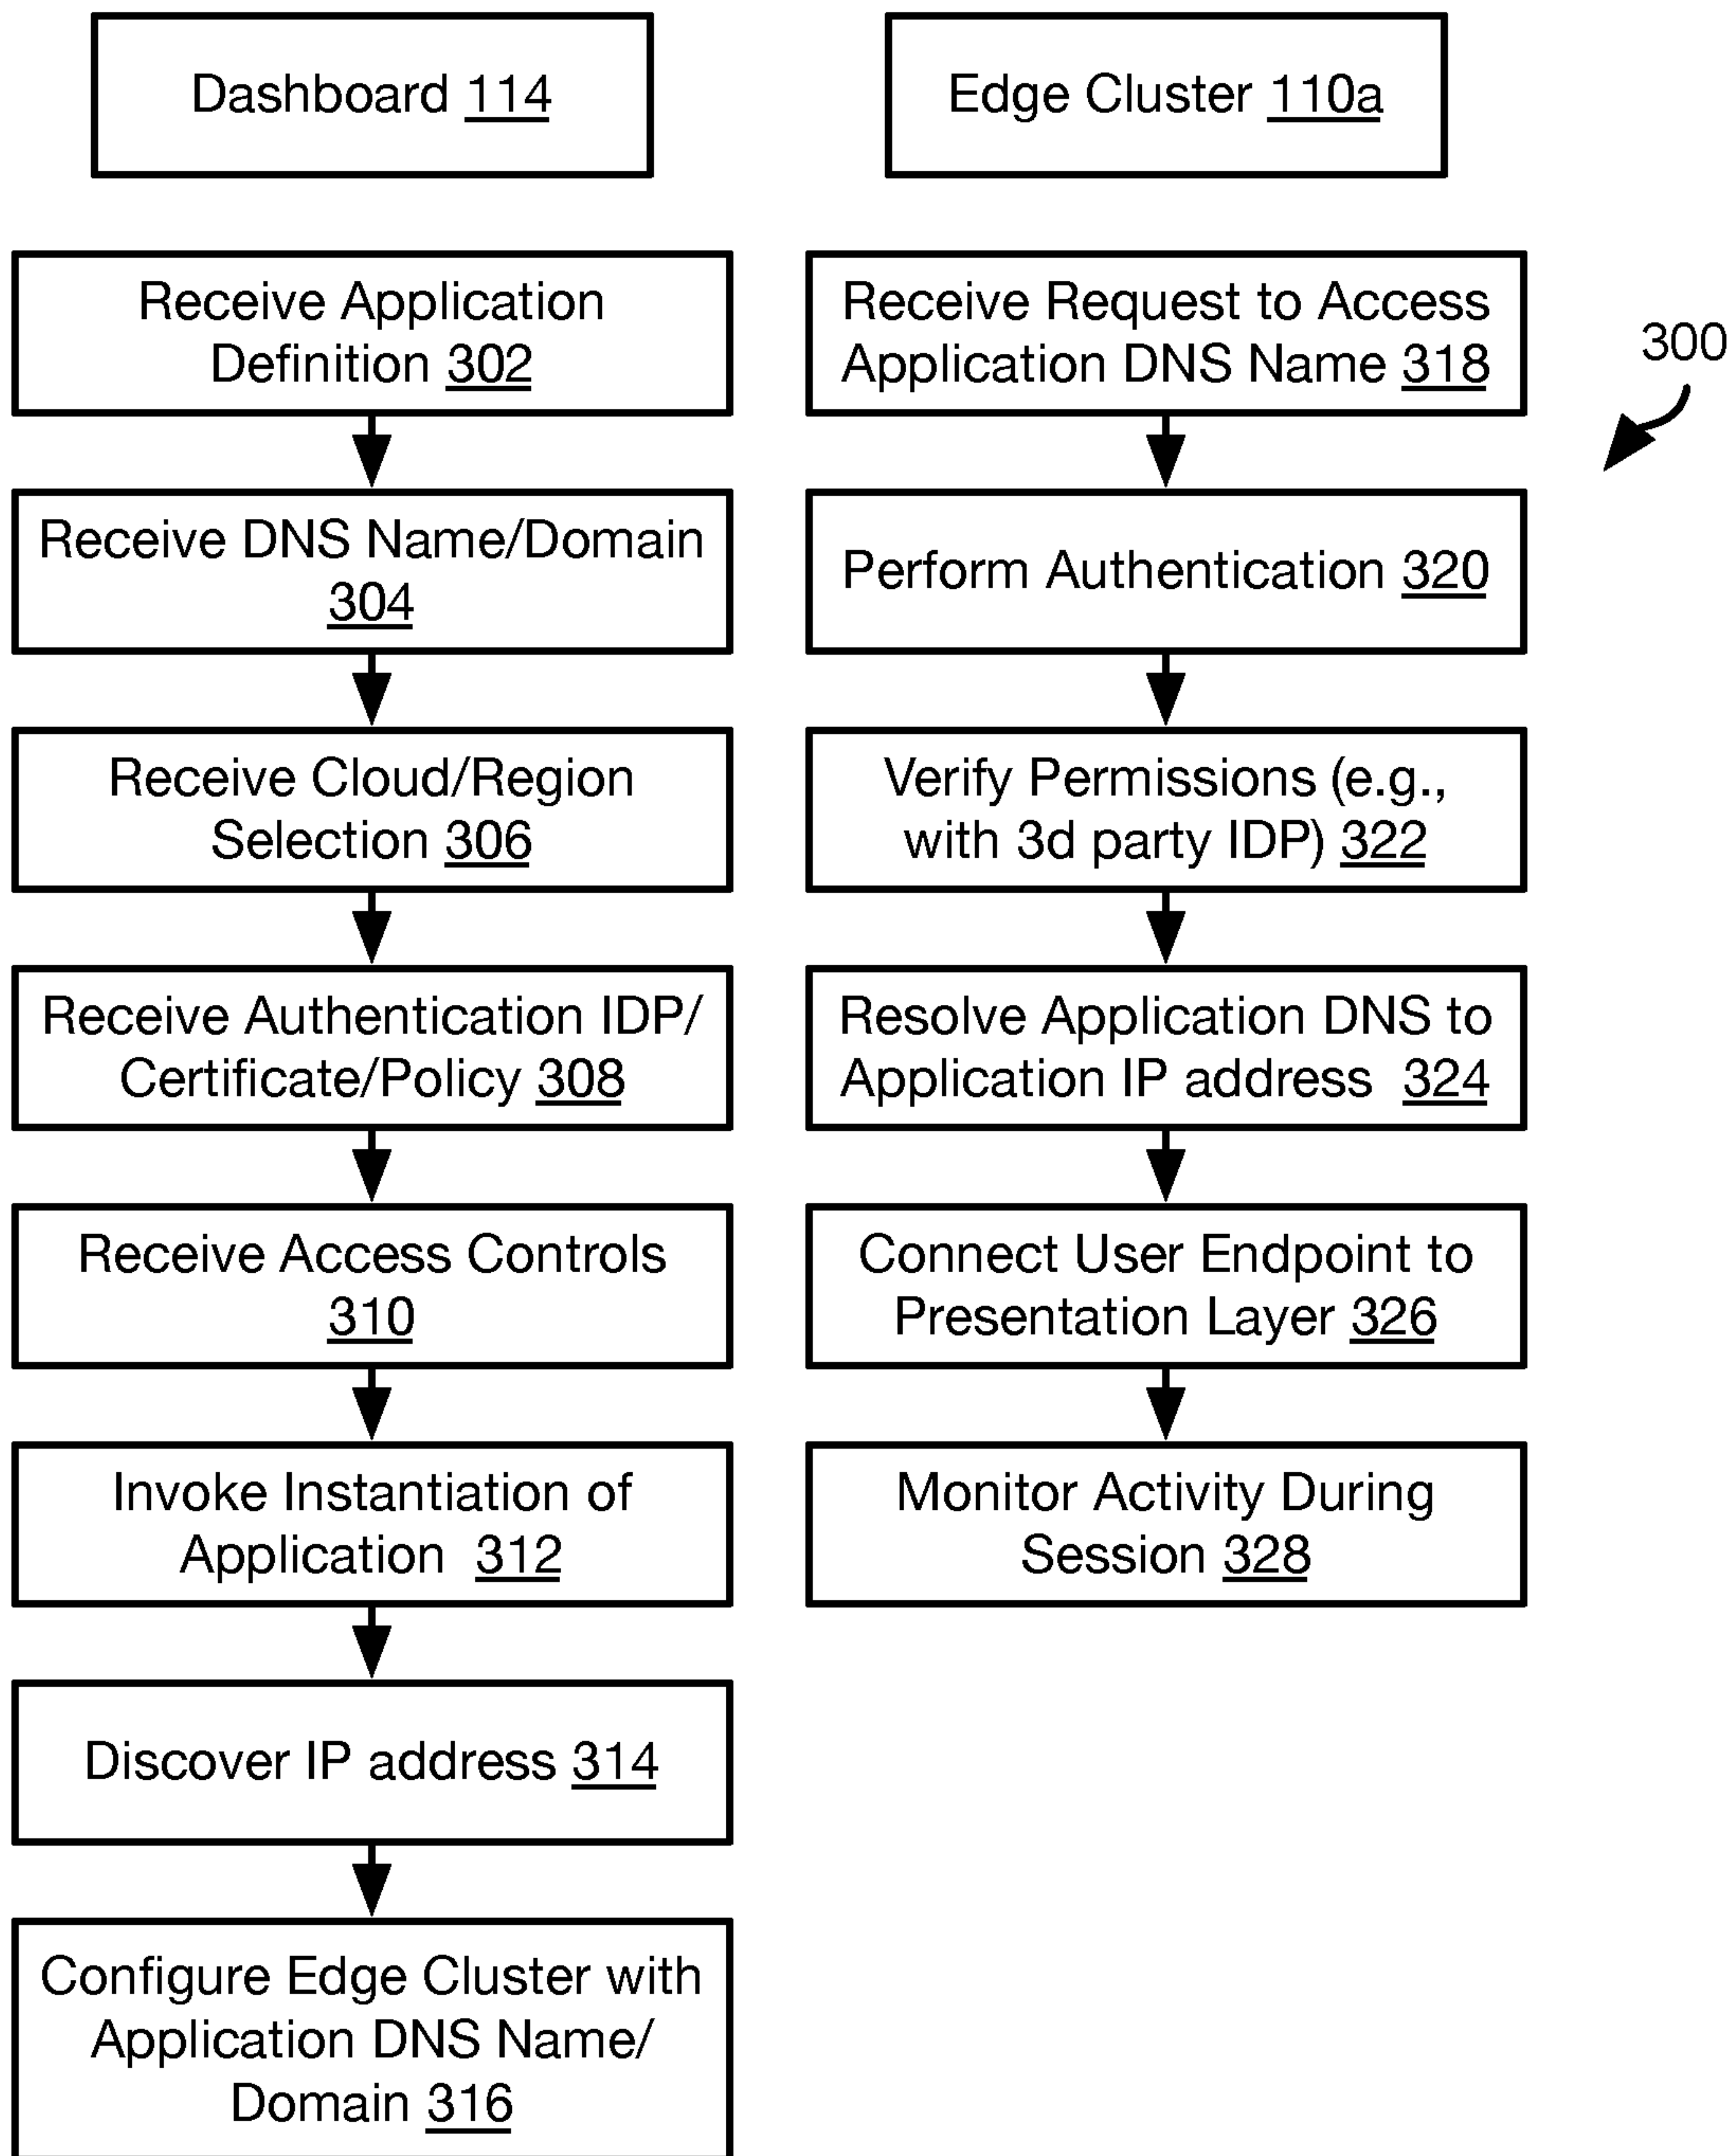 Dashboard 114
Edge Cluster 110a
Receive Application
Definition 302
Receive DNS Name/Domain
304
Receive Cloud/Region
Selection 306
Receive Authentication IDP/
Certificate/Policy 308
Receive Access Controls
310
Invoke Instantiation of
Application 312
Discover IP address 314
Configure Edge Cluster with
Application DNS Name/
Domain 316
Receive Request to Access
Application DNS Name 318
Perform Authentication 320
Verify Permissions (e.g.,
with 3d party IDP) 322
Resolve Application DNS to
Application IP address 324
Connect User Endpoint to
Presentation Layer 326
Monitor Activity During
Session 328
300